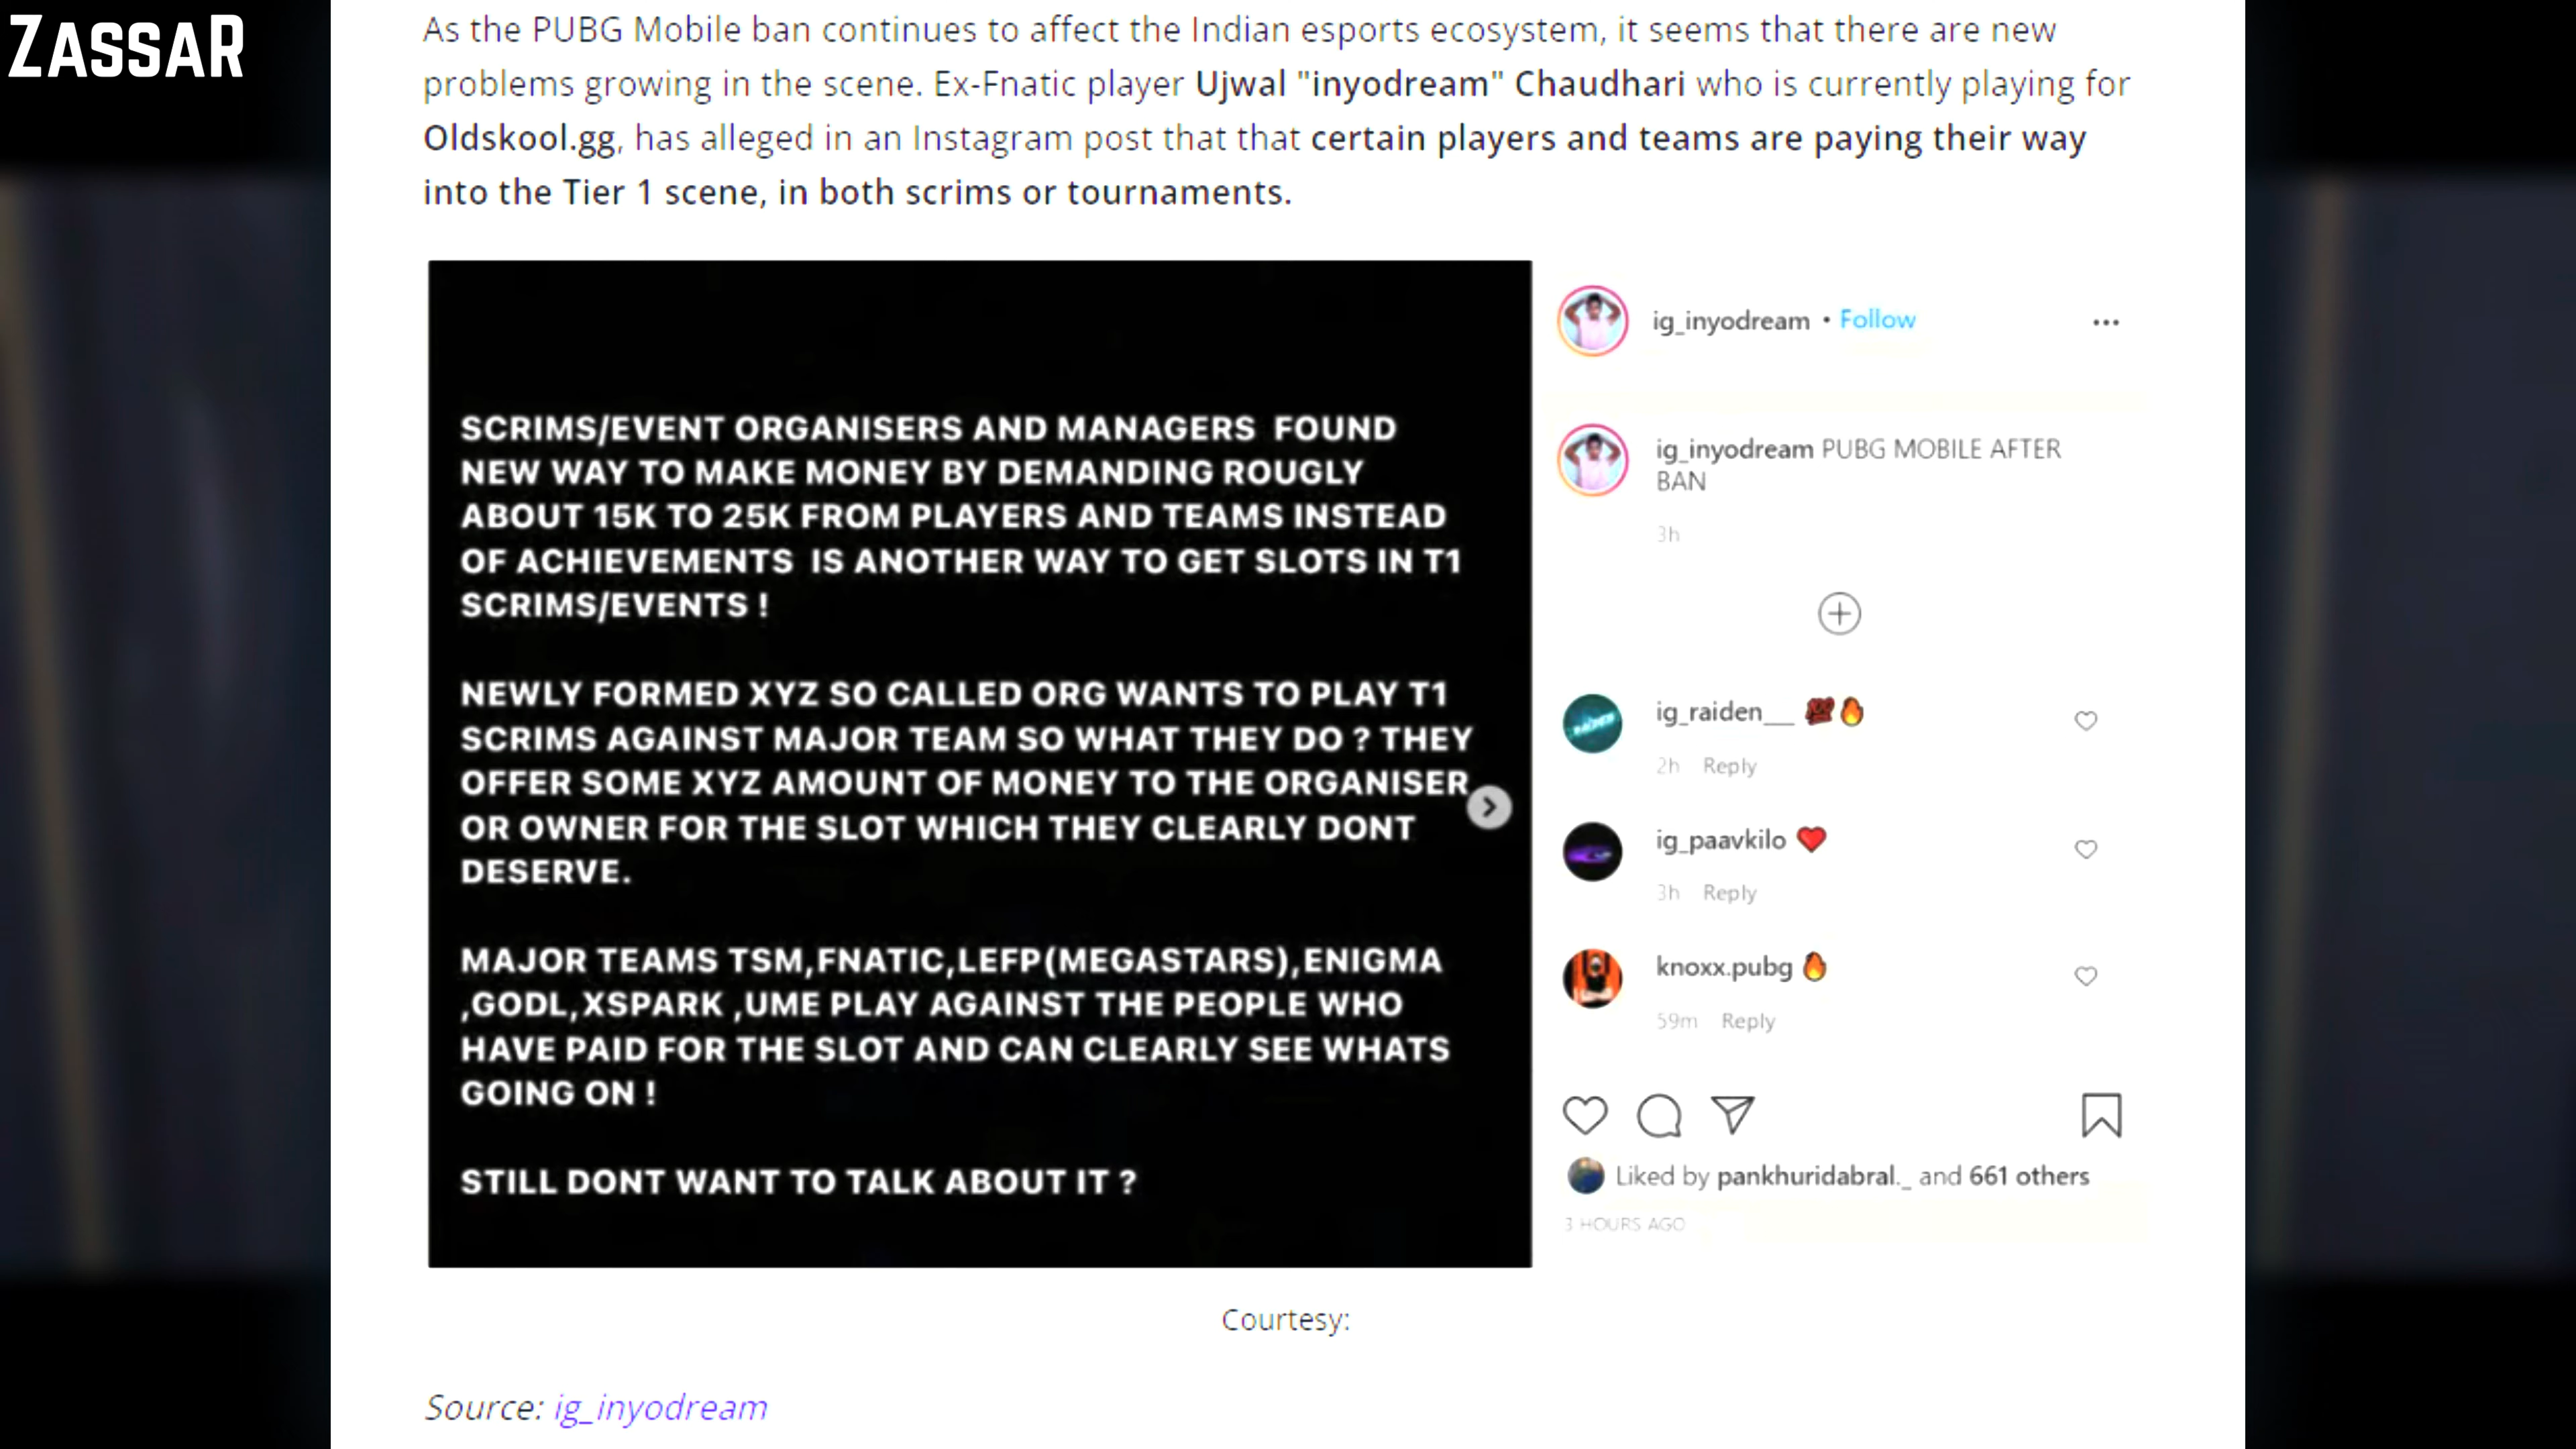 ZASSAR
As the PUBG Mobile ban continues to affect the Indian esports ecosystem, it seems that there are new
problems growing in the scene. Ex-Fnatic player Ujwal "inyodream" Chaudhari who is currently playing for
Oldskool.gg, has alleged in an Instagram post that that certain players and teams are paying their way
into the Tier 1 scene, in both scrims or tournaments.
SCRIMS/EVENT ORGANISERS AND MANAGERS FOUND
NEW WAY TO MAKE MONEY BY DEMANDING ROUGLY
ABOUT 15K TO 25K FROM PLAYERS AND TEAMS INSTEAD
OF ACHIEVEMENTS IS ANOTHER WAY TO GET SLOTS IN T1
SCRIMS/EVENTS !
NEWLY FORMED XYZ SO CALLED ORG WANTS TO PLAY T1
SCRIMS AGAINST MAJOR TEAM SO WHAT THEY DO ? THEY
OFFER SOME XYZ AMOUNT OF MONEY TO THE ORGANISER
OR OWNER FOR THE SLOT WHICH THEY CLEARLY DONT
DESERVE.
MAJOR TEAMS TSM,FNATIC,LEFP(MEGASTARS),ENIGMA
,GODL,XSPARK ,UME PLAY AGAINST THE PEOPLE WHO
HAVE PAID FOR THE SLOT AND CAN CLEARLY SEE WHATS
GOING ON !
STILL DONT WANT TO TALK ABOUT IT ?
ig_inyodream • Follow
ig_inyodream PUBG MOBILE AFTER
BAN
3h
ig_raiden__ 💯🔥
2h Reply
ig_paavkilo ❤️
3h Reply
knoxx.pubg 🔥
59m Reply
Liked by pankhuridabral._ and 661 others
3 HOURS AGO
Courtesy:
Source: ig_inyodream